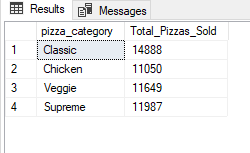 Results Messages
pizza_category Total_Pizzas_Sold
1 Classic 14888
2 Chicken 11050
3 Veggie 11649
4 Supreme 11987